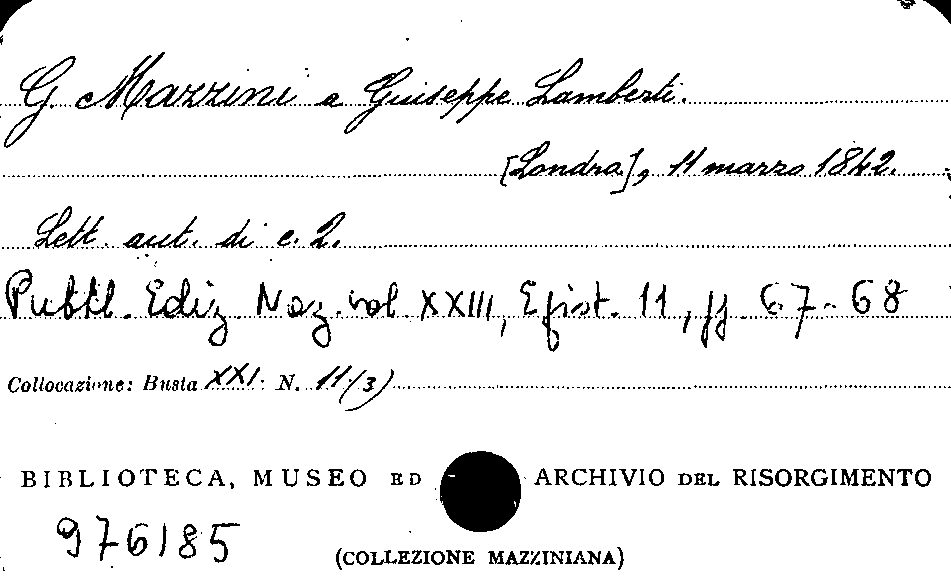 G. Mazzini a Giuseppe Lamberti.
[Londra], 11 marzo 1842.
Lett. aut. di c. 2.
Pubbl. Ediz. Naz. vol XXIII, Epist. 11, pp. 67-68
Collocazione: Busta XXI: N. 11(3)
BIBLIOTECA, MUSEO ED ARCHIVIO DEL RISORGIMENTO
976185
(COLLEZIONE MAZZINIANA)